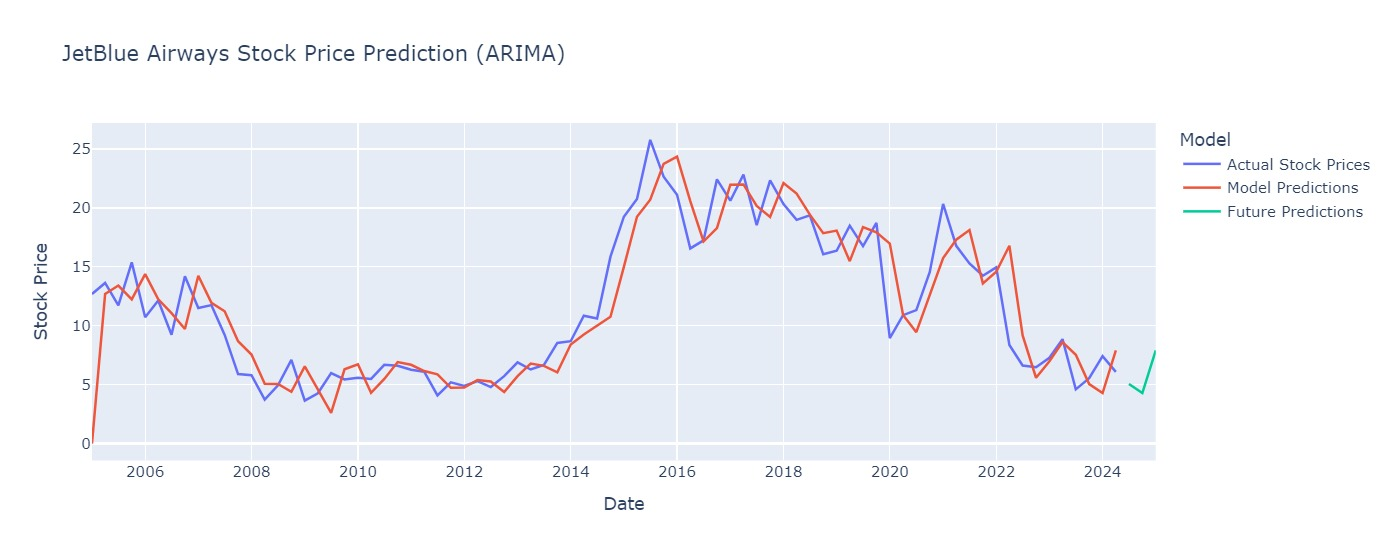 JetBlue Airways Stock Price Prediction (ARIMA)
Model
Actual Stock Prices
Model Predictions
Future Predictions
Stock Price
25
20
15
10
5
0
2006 2008 2010 2012 2014 2016 2018 2020 2022 2024
Date